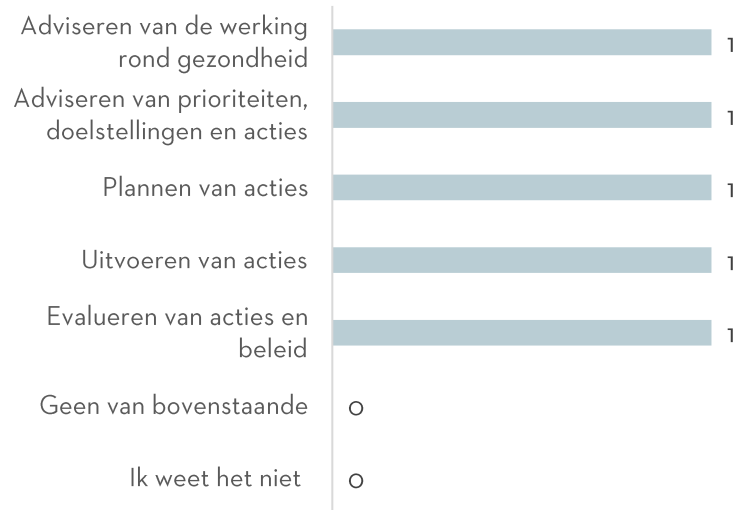 Adviseren van de werking
rond gezondheid
1
Adviseren van prioriteiten,
doelstellingen en acties
1
Plannen van acties
1
Uitvoeren van acties
1
Evalueren van acties en
beleid
1
Geen van bovenstaande
0
Ik weet het niet
0